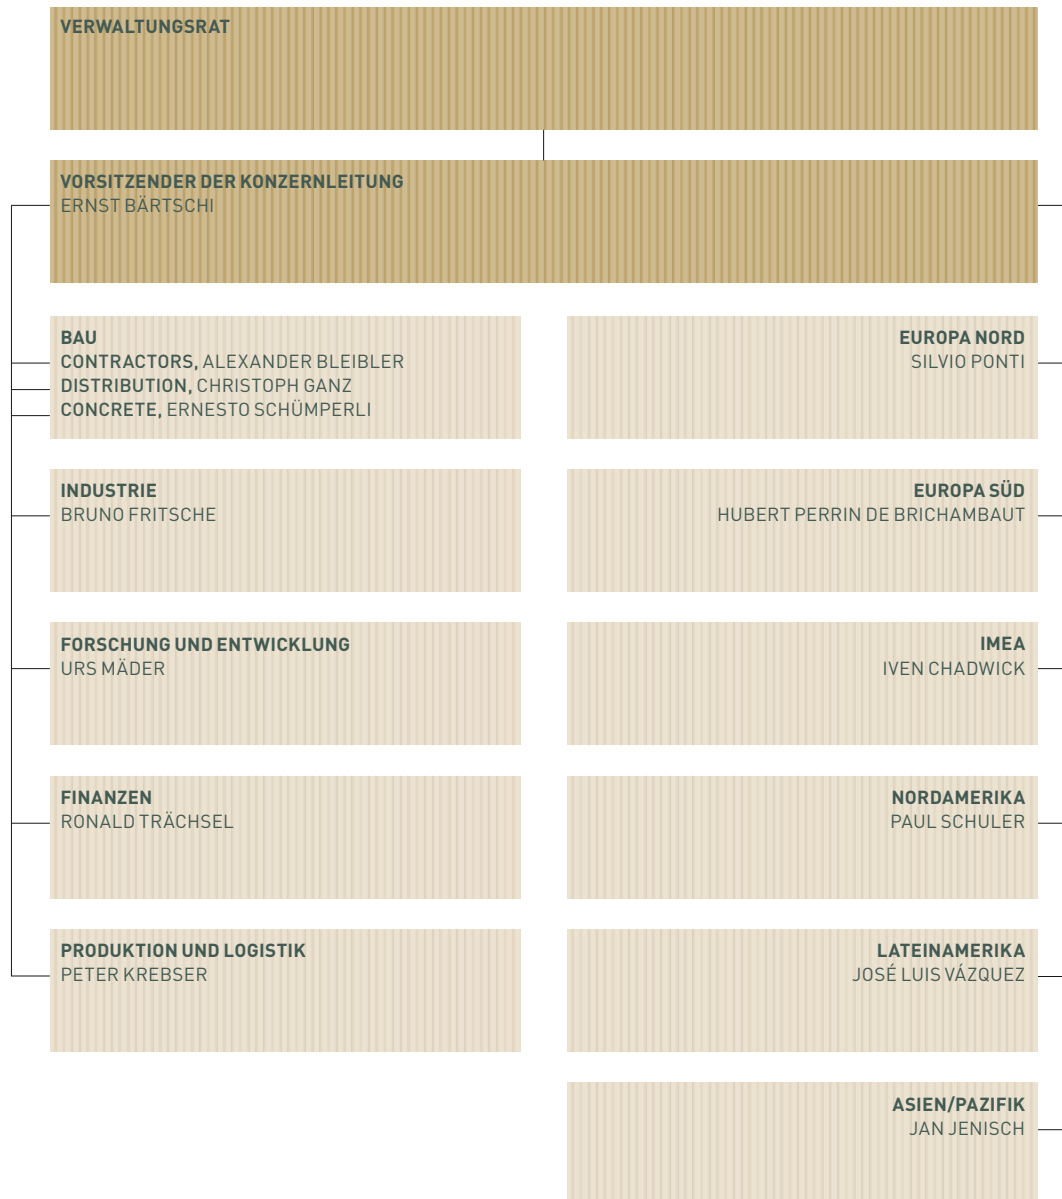 VERWALTUNGSRAT
VORSITZENDER DER KONZERNLEITUNG
ERNST BÄRTSCHI
BAU
CONTRACTORS, ALEXANDER BLEIBLER
DISTRIBUTION, CHRISTOPH GANZ
CONCRETE, ERNESTO SCHÜMPERLI
EUROPA NORD
SILVIO PONTI
INDUSTRIE
BRUNO FRITSCHE
EUROPA SÜD
HUBERT PERRIN DE BRICHAMBAUT
FORSCHUNG UND ENTWICKLUNG
URS MÄDER
IMEA
IVEN CHADWICK
FINANZEN
RONALD TRÄCHSEL
NORDAMERIKA
PAUL SCHULER
PRODUKTION UND LOGISTIK
PETER KREBSER
LATEINAMERIKA
JOSÉ LUIS VÁZQUEZ
ASIEN/PAZIFIK
JAN JENISCH